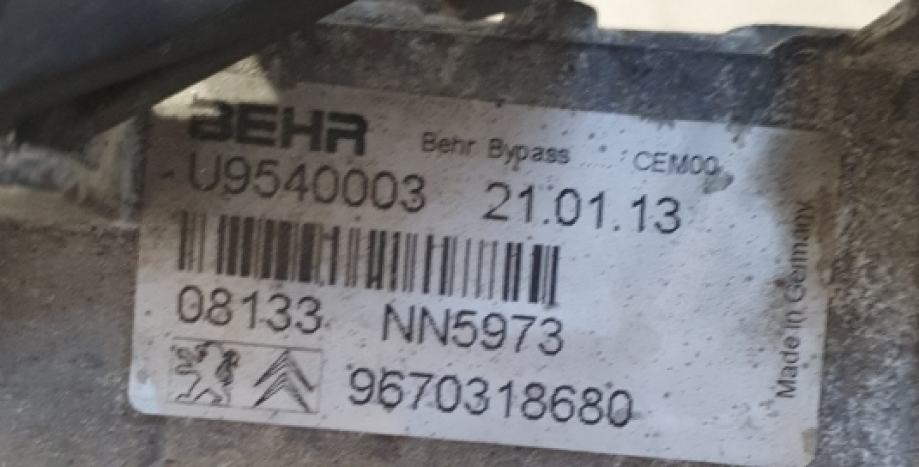 BEHR Behr Bypass CEM00
U9540003 21.01.13
08133 NN5973
9670318680
Made in Germany